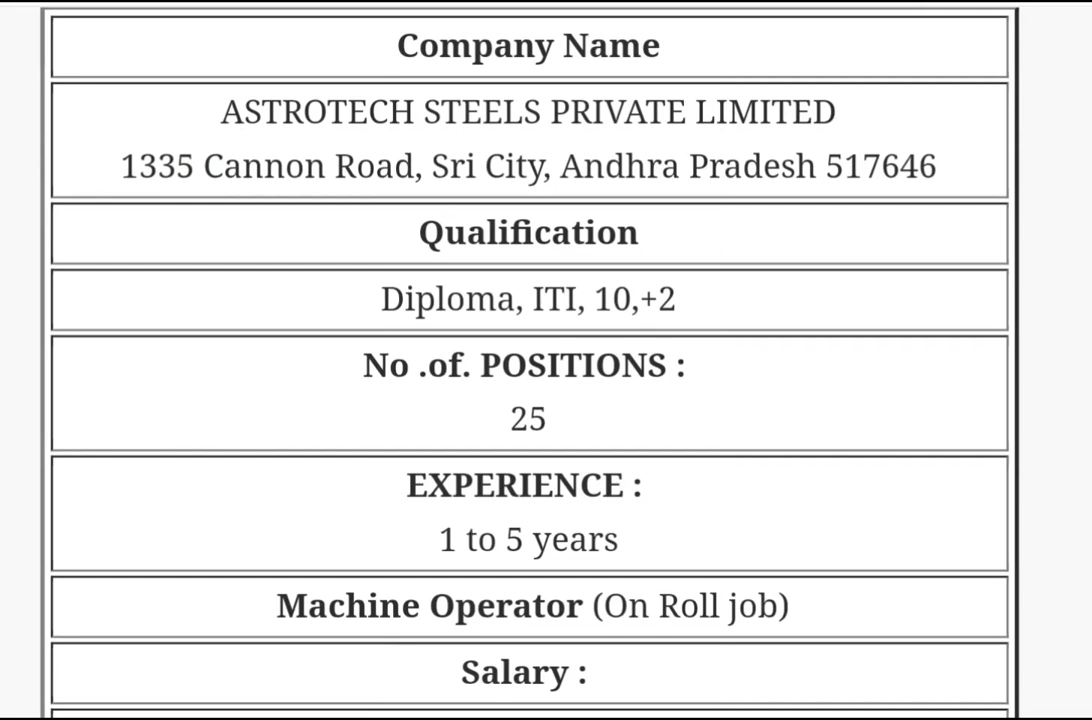 Company Name
ASTROTECH STEELS PRIVATE LIMITED
1335 Cannon Road, Sri City, Andhra Pradesh 517646
Qualification
Diploma, ITI, 10,+2
No .of. POSITIONS :
25
EXPERIENCE :
1 to 5 years
Machine Operator (On Roll job)
Salary :